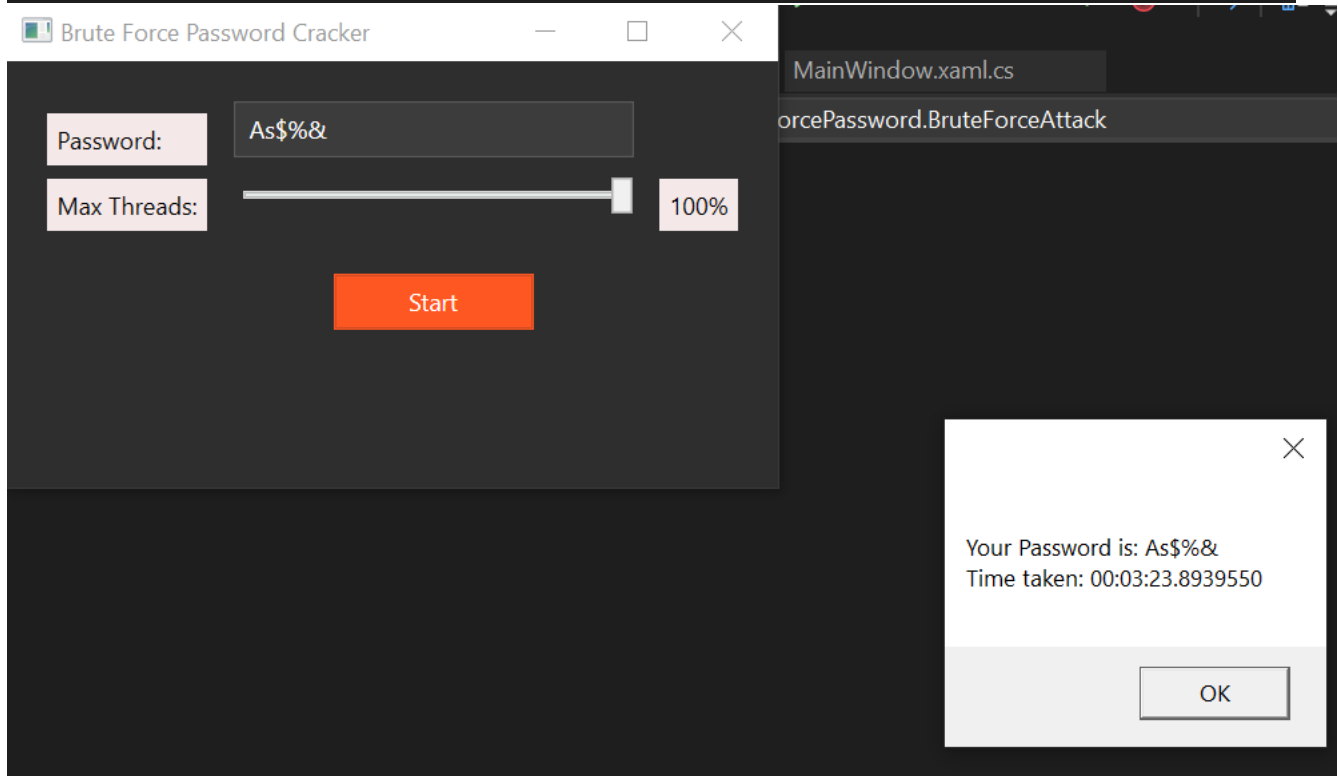 Brute Force Password Cracker
MainWindow.xaml.cs
orcePassword.BruteForceAttack
Password:
As$%&
Max Threads:
100%
Start
Your Password is: As$%&
Time taken: 00:03:23.8939550
OK